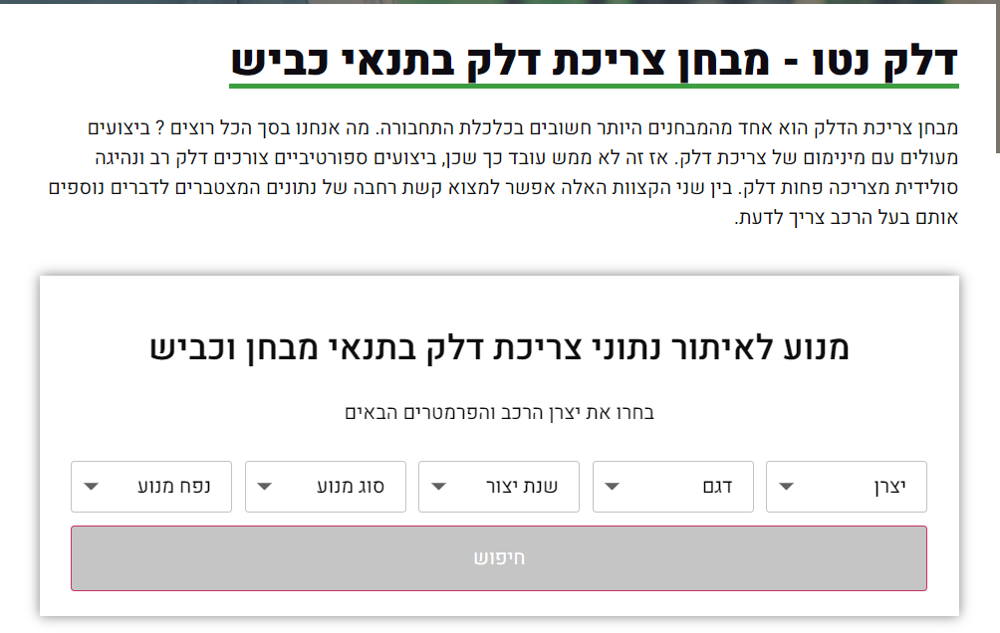 דלק נטו - מבחן צריכת דלק בתנאי כביש
מבחן צריכת הדלק הוא אחד מהמבחנים היותר חשובים בכלכלת התחבורה. מה אנחנו בסך הכל רוצים ? ביצועים
מעולים עם מינימום של צריכת דלק. אז זה לא ממש עובד כך שכן, ביצועים ספורטיביים צורכים דלק רב ונהיגה
סולידית מצריכה פחות דלק. בין שני הקצוות האלה אפשר למצוא קשת רחבה של נתונים המצטברים לדברים נוספים
אותם בעל הרכב צריך לדעת.
מנוע לאיתור נתוני צריכת דלק בתנאי מבחן וכביש
בחרו את יצרן הרכב והפרמטרים הבאים
יצרן דגם שנת יצור סוג מנוע נפח מנוע
חיפוש